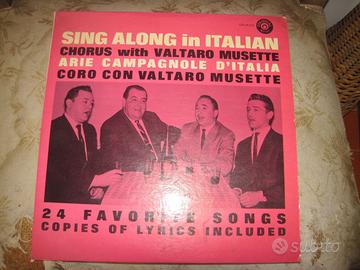 SING ALONG in ITALIAN
CHORUS with VALTARO MUSETTE
ARIE CAMPAGNOLE D'ITALIA
CORO CON VALTARO MUSETTE
24 FAVORITE SONGS
COPIES OF LYRICS INCLUDED
subito